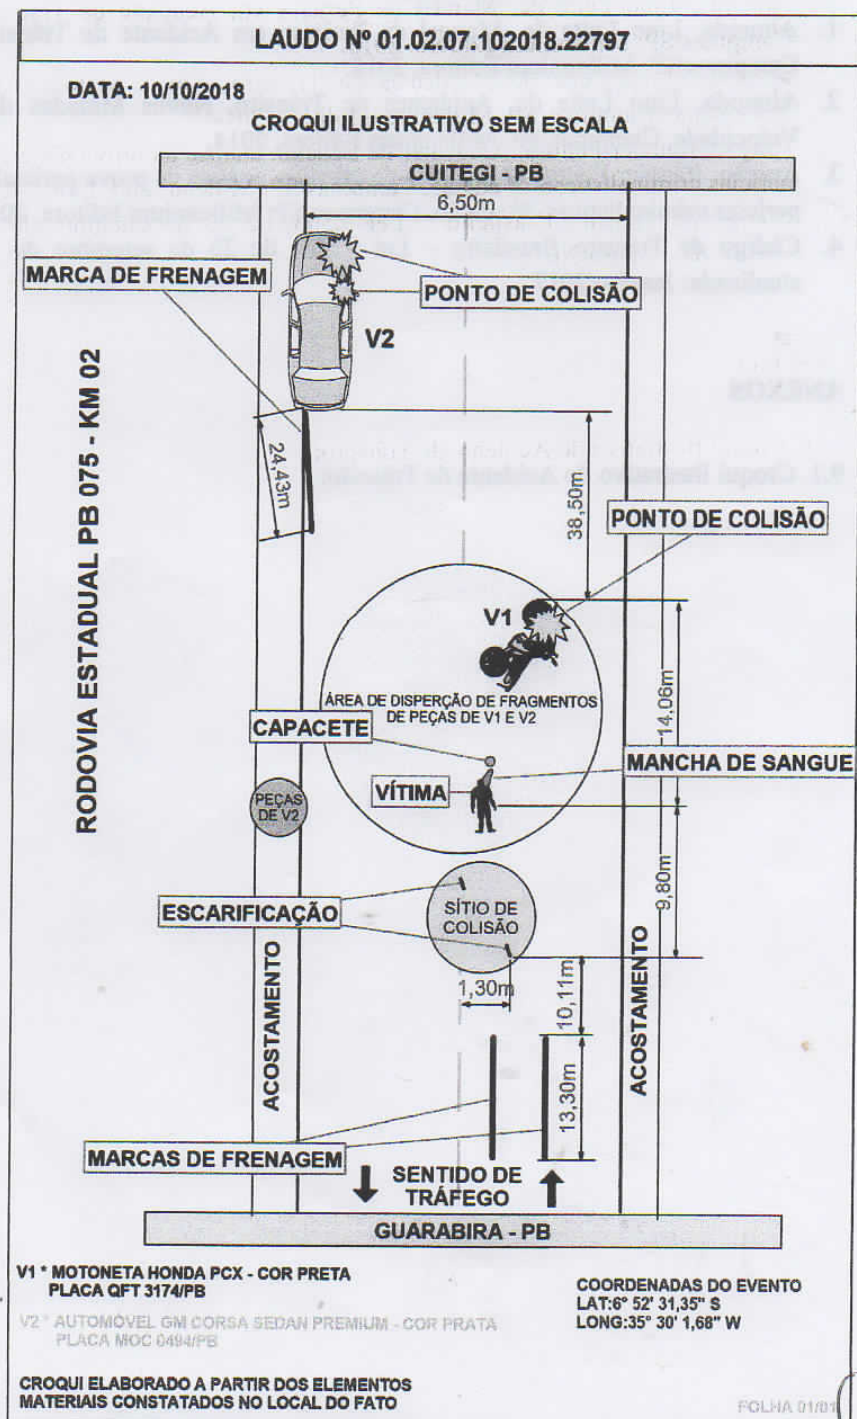 LAUDO Nº 01.02.07.102018.22797
DATA: 10/10/2018
CROQUI ILUSTRATIVO SEM ESCALA
CUITEGI - PB
6,50m
MARCA DE FRENAGEM
PONTO DE COLISÃO
V2
RODOVIA ESTADUAL PB 075 - KM 02
24,43m
38,50m
PONTO DE COLISÃO
V1
ÁREA DE DISPERÇÃO DE FRAGMENTOS
DE PEÇAS DE V1 E V2
14,06m
CAPACETE
MANCHA DE SANGUE
VÍTIMA
PEÇAS
DE V2
9,80m
ESCARIFICAÇÃO
SÍTIO DE
COLISÃO
ACOSTAMENTO
ACOSTAMENTO
1,30m
10,11m
13,30m
MARCAS DE FRENAGEM
SENTIDO DE
TRÁFEGO
GUARABIRA - PB
V1 * MOTONETA HONDA PCX - COR PRETA
PLACA QFT 3174/PB
COORDENADAS DO EVENTO
LAT:6° 52' 31,35" S
LONG:35° 30' 1,68" W
V2 * AUTOMÓVEL GM CORSA SEDAN PREMIUM - COR PRATA
PLACA MOC 0494/PB
CROQUI ELABORADO A PARTIR DOS ELEMENTOS
MATERIAIS CONSTATADOS NO LOCAL DO FATO
FOLHA 01/01